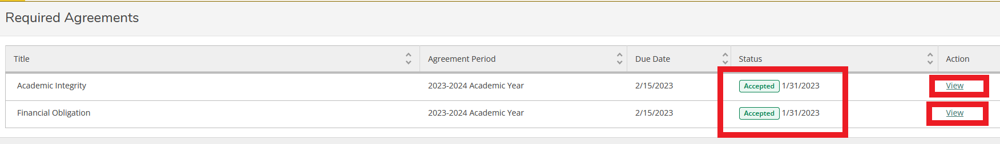 Required Agreements
Title Agreement Period Due Date Status Action
Academic Integrity 2023-2024 Academic Year 2/15/2023 Accepted 1/31/2023 View
Financial Obligation 2023-2024 Academic Year 2/15/2023 Accepted 1/31/2023 View